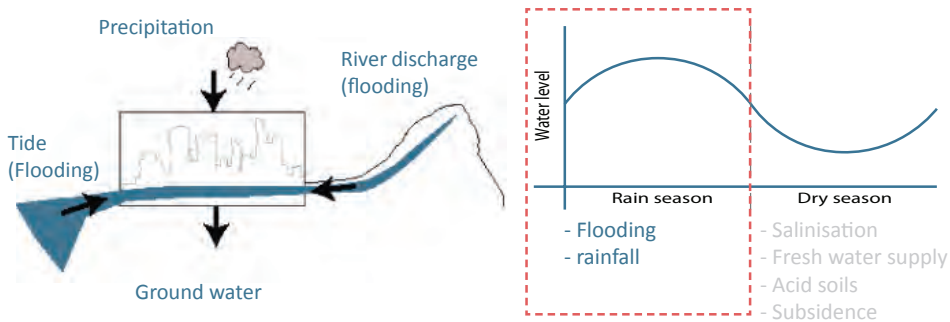 Precipitation
River discharge
(flooding)
Tide
(Flooding)
Ground water
Water level
Rain season
Dry season
- Flooding
- rainfall
- Salinisation
- Fresh water supply
- Acid soils
- Subsidence